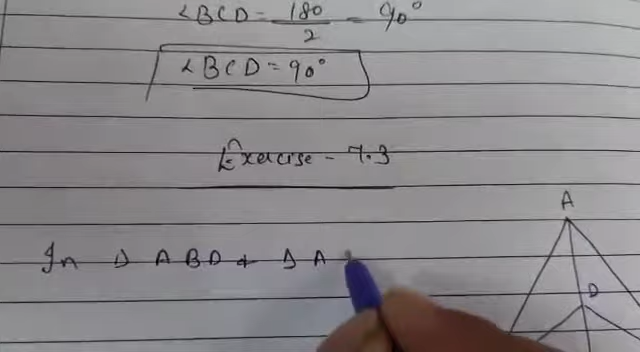 ∠BCD = 180/2 = 90°
∠BCD = 90°
Exercise - 7.3
In Δ ABD & Δ A
A
D